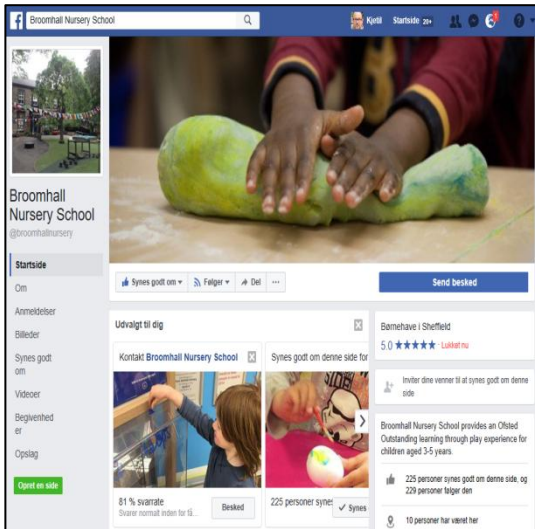 Broomhall Nursery School
Kjetil
Startside 20+
Broomhall
Nursery School
@broomhallnursery
Startside
Om
Anmeldelser
Billeder
Synes godt
om
Videoer
Begivenhed
er
Opslag
Opret en side
Synes godt om
Følger
Del
Send besked
Udvalgt til dig
Kontakt Broomhall Nursery School
81 % svarrate
Svarer normalt inden for få...
Besked
Synes godt om denne side for
225 personer synes
Synes
Børnehave i Sheffield
5.0 ★★★★★ · Lukket nu
Inviter dine venner til at synes godt om denne
side
Broomhall Nursery School provides an Ofsted
Outstanding learning through play experience for
children aged 3-5 years.
225 personer synes godt om denne side, og
229 personer følger den
10 personer har været her